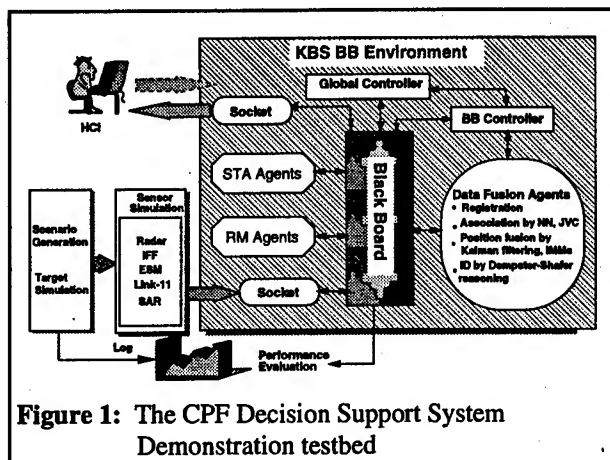 KBS BB Environment
Global Controller
HCI
Socket
BB Controller
STA Agents
Black Board
Data Fusion Agents
• Registration
• Association by NN, JVC
• Position fusion by
Kalman filtering, IMMs
• ID by Dempster-Shafer
reasoning
Scenario
Generation
Target
Simulation
Sensor
Simulation
Radar
IFF
ESM
Link-11
SAR
RM Agents
Socket
Log
Performance
Evaluation
Figure 1: The CPF Decision Support System
Demonstration testbed